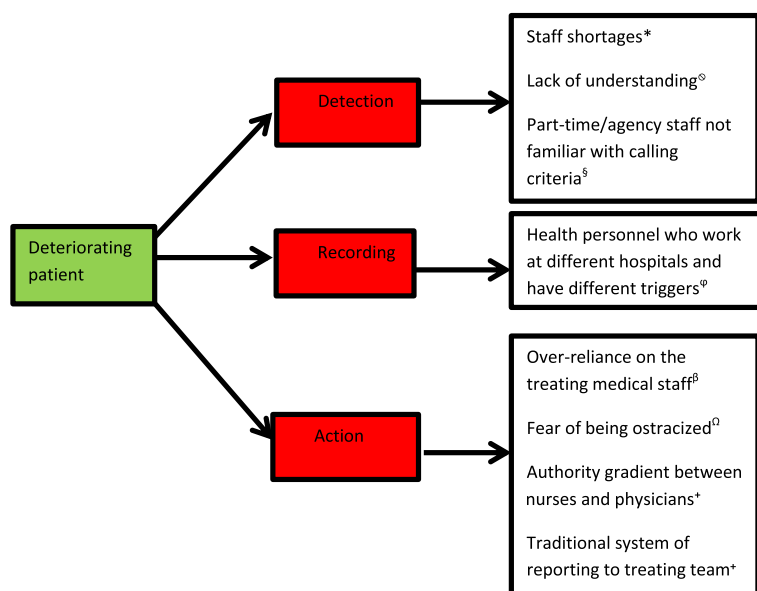 Deteriorating
patient
Detection
Staff shortages*
Lack of understanding⦸
Part-time/agency staff not
familiar with calling
criteria§
Recording
Health personnel who work
at different hospitals and
have different triggersᵠ
Action
Over-reliance on the
treating medical staffᵝ
Fear of being ostracizedΩ
Authority gradient between
nurses and physicians⁺
Traditional system of
reporting to treating team⁺